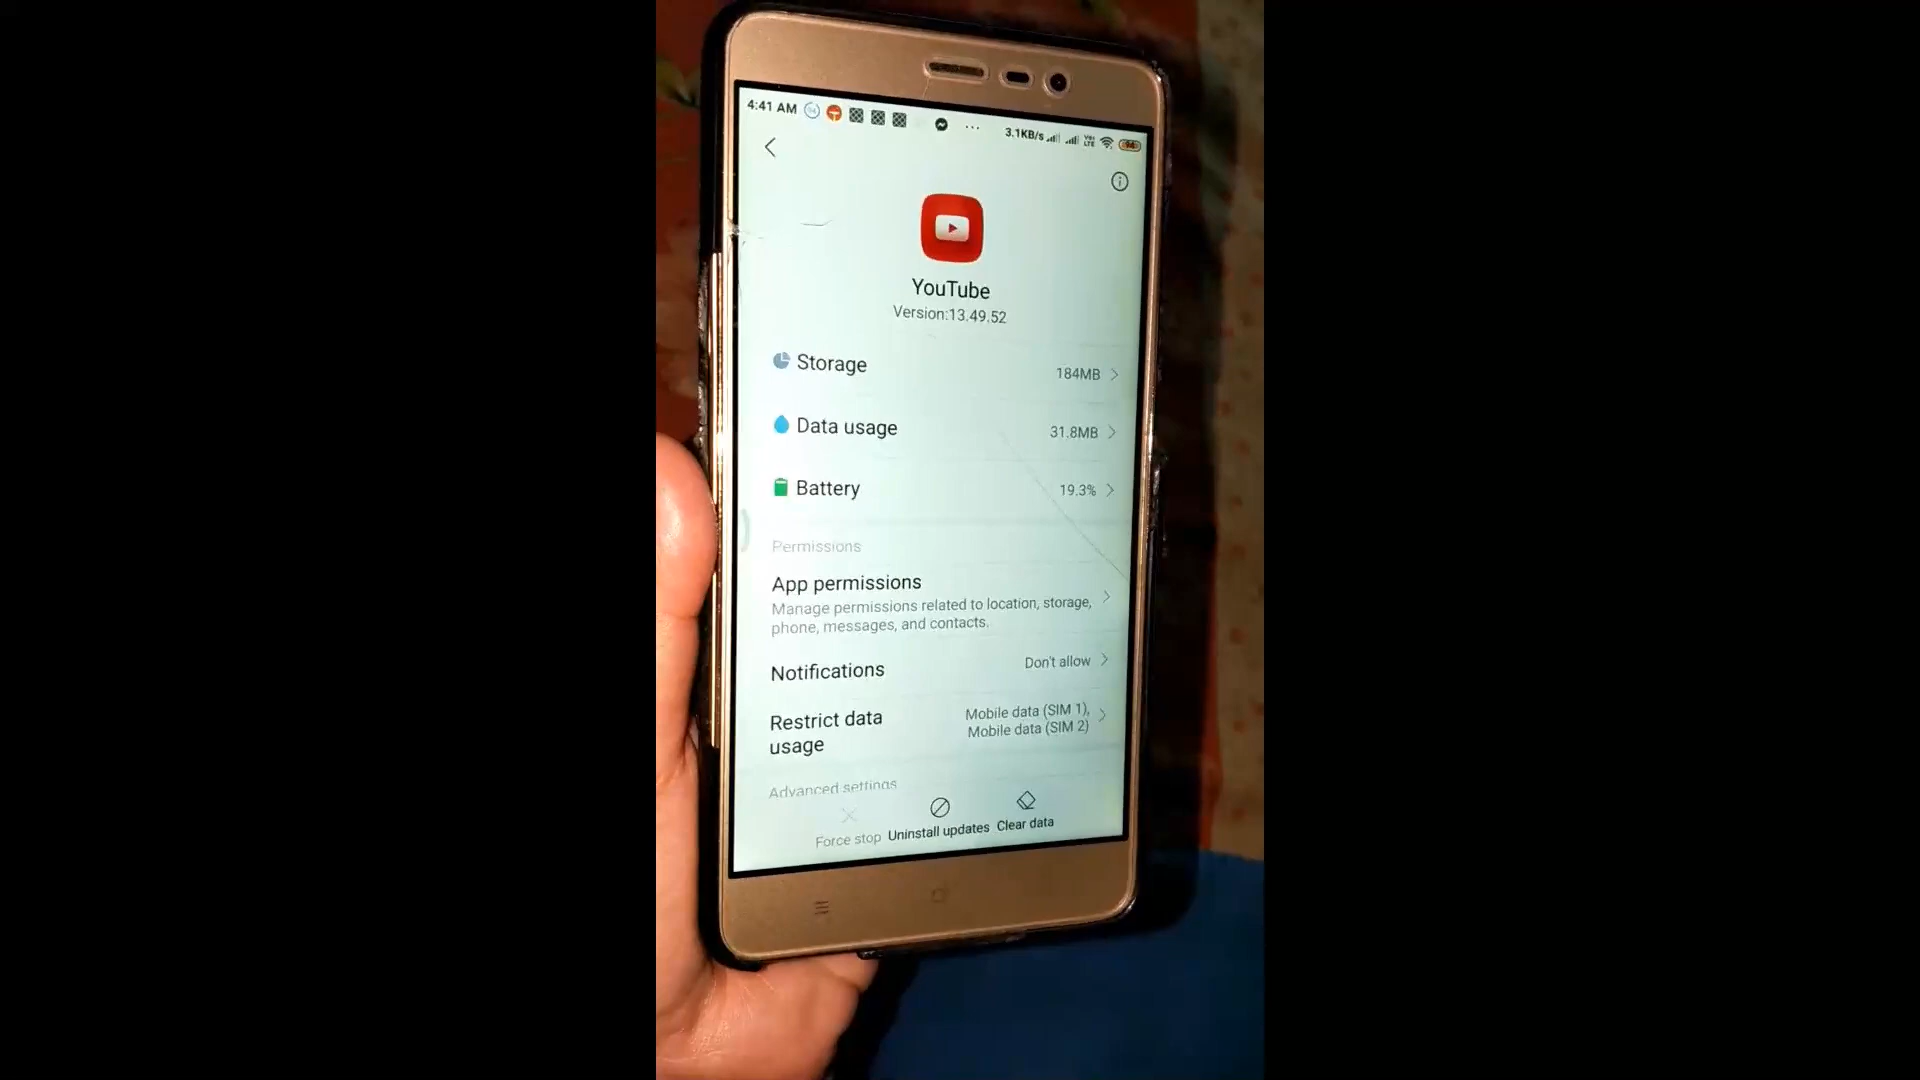 4:41 AM
3.1KB/s
YouTube
Version:13.49.52
Storage
184MB
Data usage
31.8MB
Battery
19.3%
Permissions
App permissions
Manage permissions related to location, storage,
phone, messages, and contacts.
Notifications
Don't allow
Restrict data
usage
Mobile data (SIM 1),
Mobile data (SIM 2)
Advanced settings
Force stop
Uninstall updates
Clear data